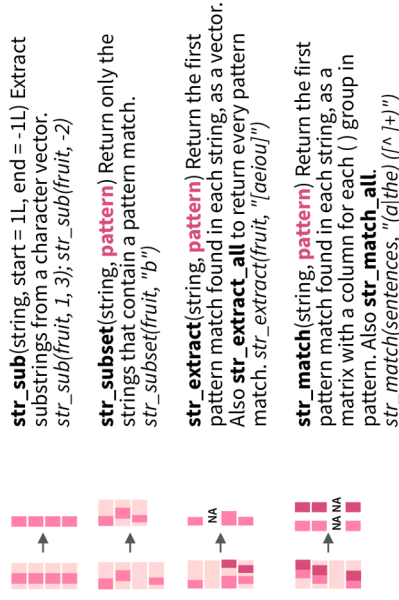 str_sub(string, start = 1L, end = -1L) Extract
substrings from a character vector.
str_sub(fruit, 1, 3); str_sub(fruit, -2)
str_subset(string, pattern) Return only the
strings that contain a pattern match.
str_subset(fruit, "b")
NA
str_extract(string, pattern) Return the first
pattern match found in each string, as a vector.
Also str_extract_all to return every pattern
match. str_extract(fruit, "[aeiou]")
NA NA
str_match(string, pattern) Return the first
pattern match found in each string, as a
matrix with a column for each ( ) group in
pattern. Also str_match_all.
str_match(sentences, "(a|the) ([^ ]+)")